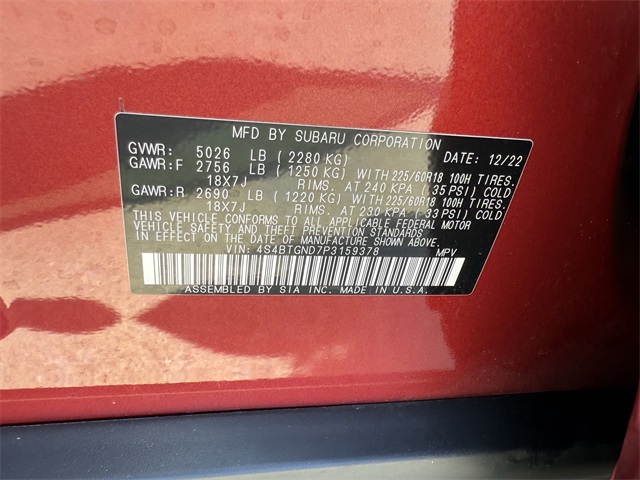 MFD BY SUBARU CORPORATION
GVWR: 5026 LB ( 2280 KG) DATE: 12/22
GAWR:F 2756 LB ( 1250 KG) WITH 225/60R18 100H TIRES.
18X7J RIMS. AT 240 KPA ( 35 PSI) COLD
GAWR:R 2690 LB ( 1220 KG) WITH 225/60R18 100H TIRES.
18X7J RIMS. AT 230 KPA ( 33 PSI) COLD
THIS VEHICLE CONFORMS TO ALL APPLICABLE FEDERAL MOTOR
VEHICLE SAFETY AND THEFT PREVENTION STANDARDS
IN EFFECT ON THE DATE OF MANUFACTURE SHOWN ABOVE.
VIN: 4S4BTGND7P3159378 MPV
ASSEMBLED BY SIA INC. MADE IN U.S.A.